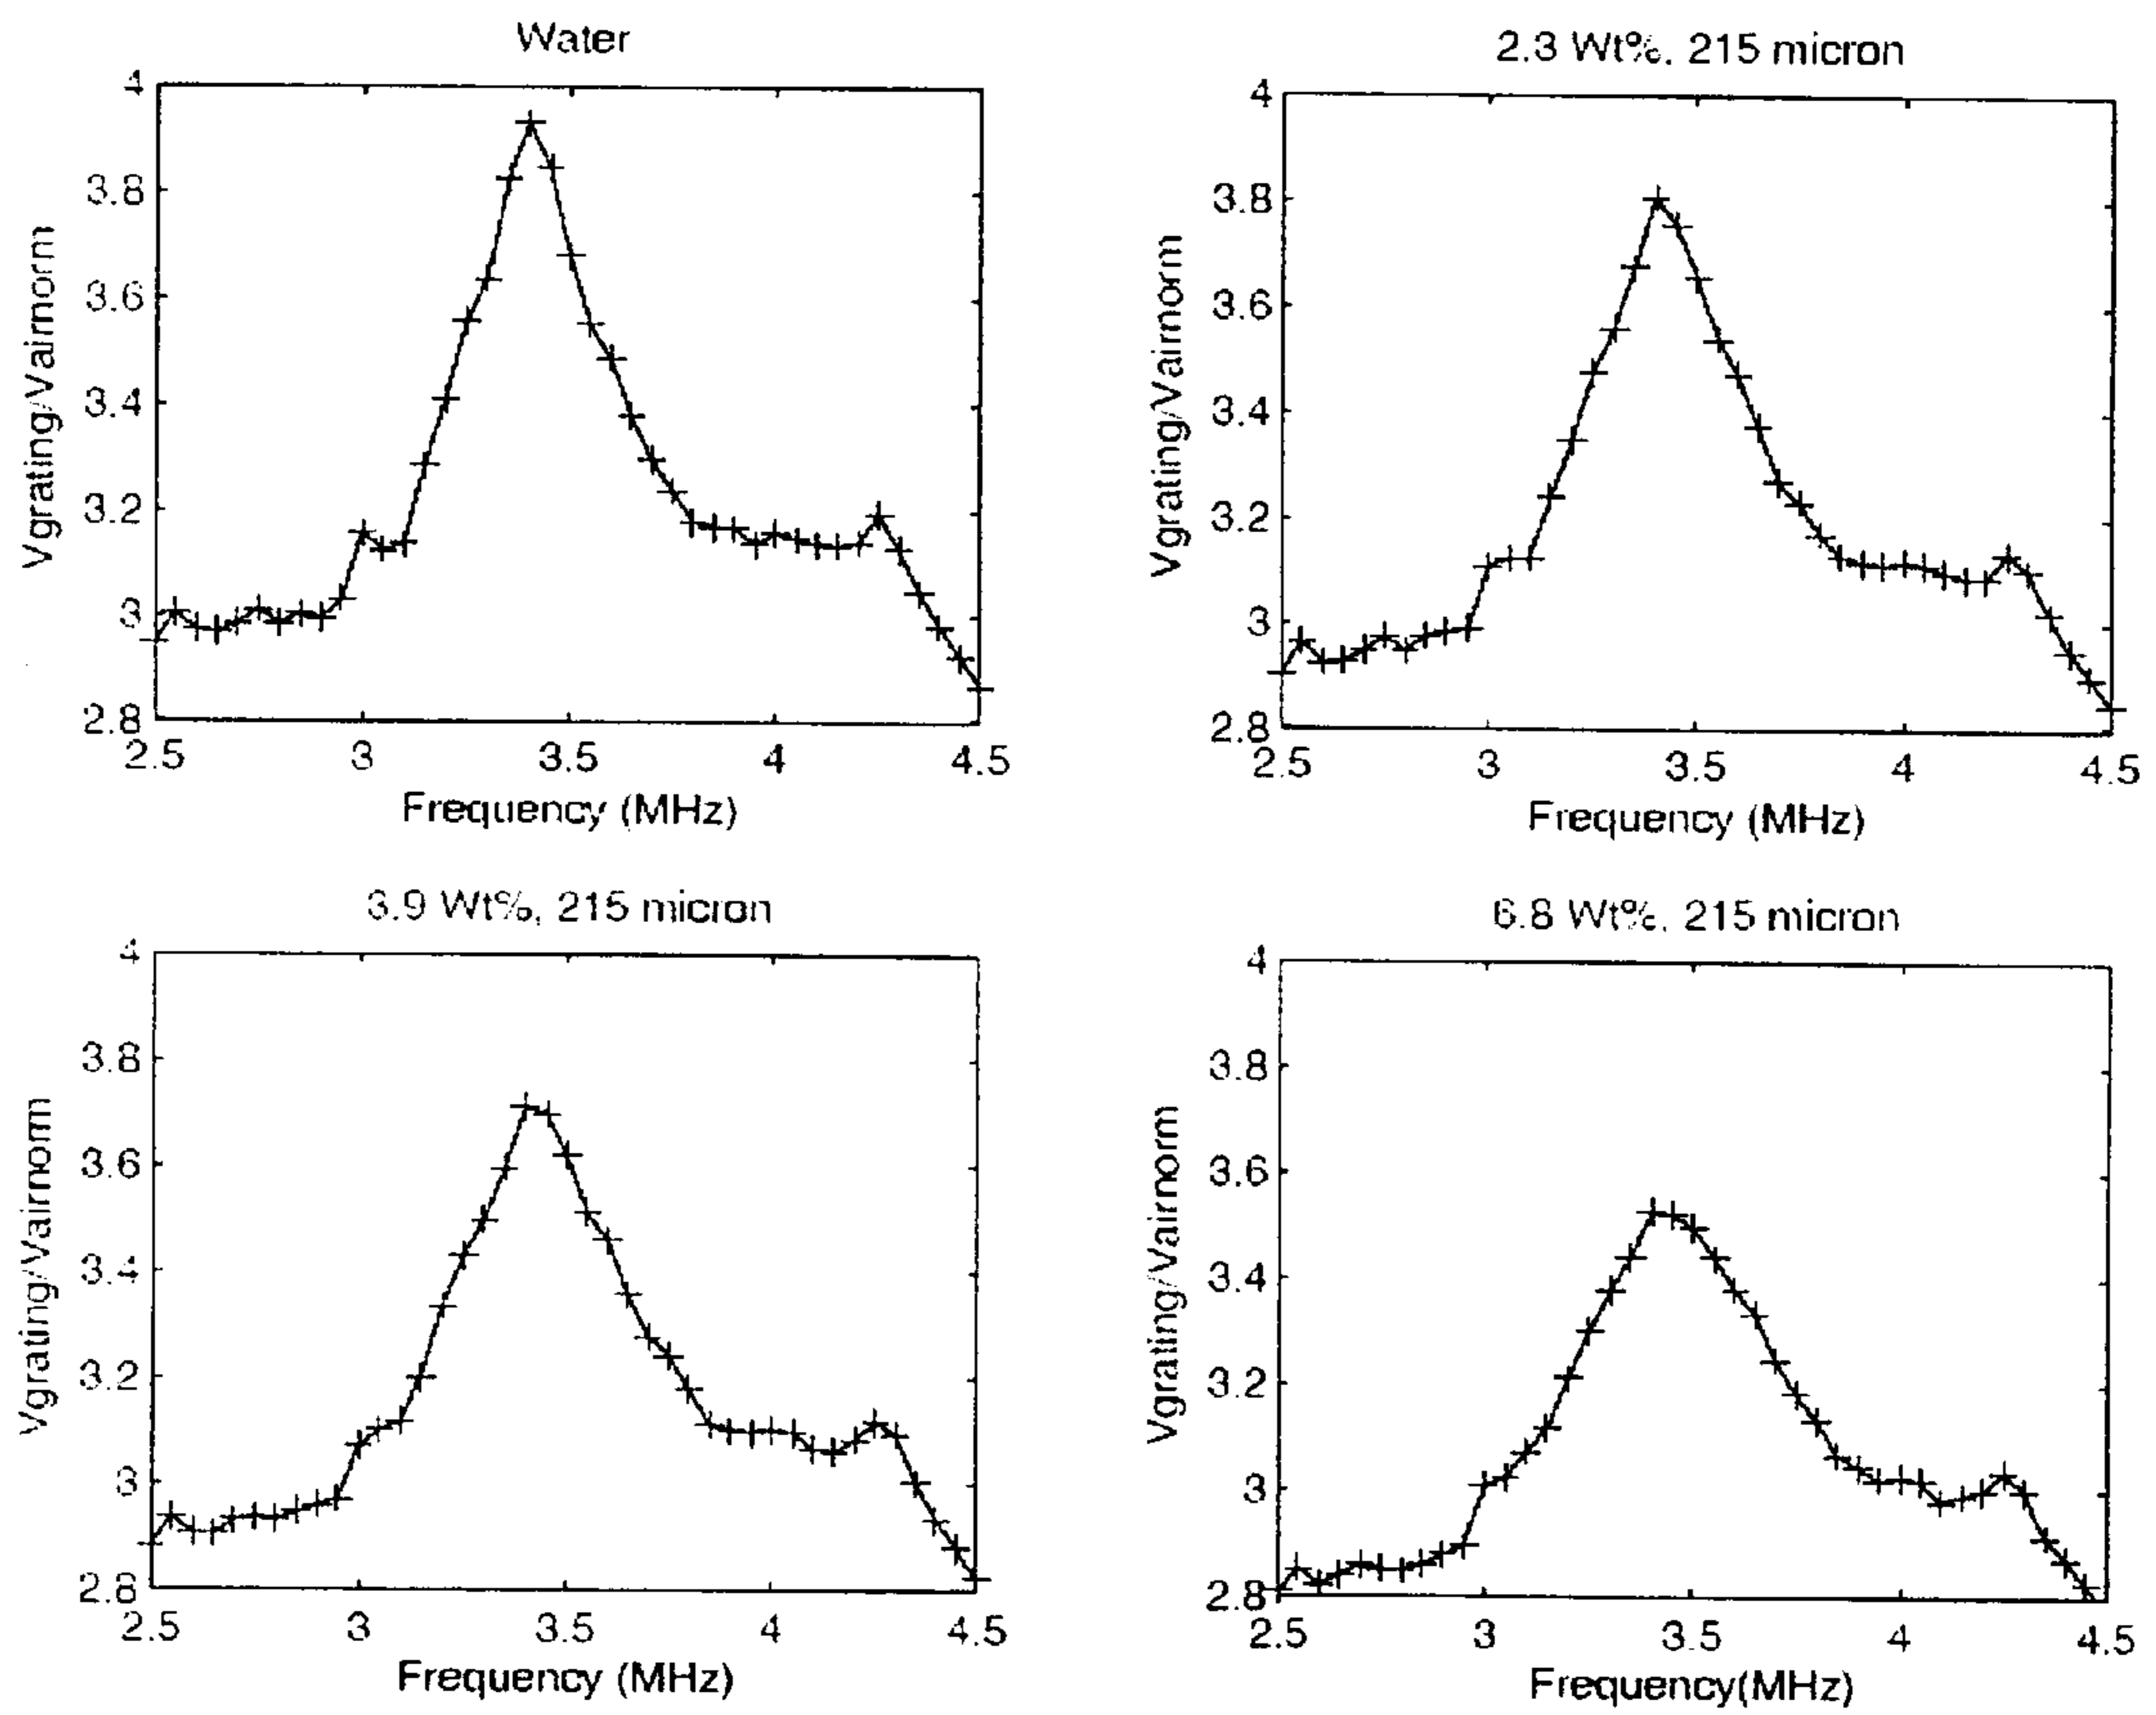 Water
4
3.8
3.6
3.4
3.2
3
2.8
2.5 3 3.5 4 4.5
Vgrating/Vairnorm
Frequency (MHz)
2.3 Wt%, 215 micron
4
3.8
3.6
3.4
3.2
3
2.8
2.5 3 3.5 4 4.5
Vgrating/Vairnorm
Frequency (MHz)
3.9 Wt%, 215 micron
4
3.8
3.6
3.4
3.2
3
2.8
2.5 3 3.5 4 4.5
Vgrating/Vairnorm
Frequency (MHz)
6.8 Wt%, 215 micron
4
3.8
3.6
3.4
3.2
3
2.8
2.5 3 3.5 4 4.5
Vgrating/Vairnorm
Frequency(MHz)